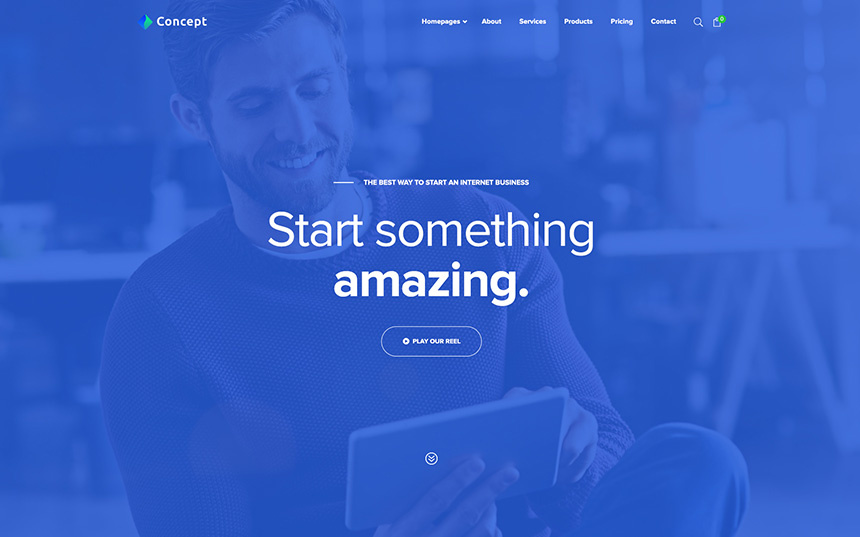 Concept
Homepages About Services Products Pricing Contact 0
THE BEST WAY TO START AN INTERNET BUSINESS
Start something
amazing.
PLAY OUR REEL